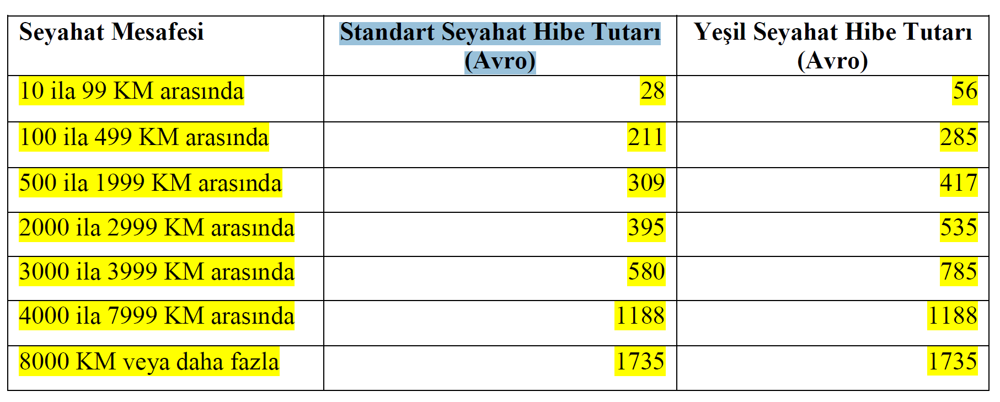 Seyahat Mesafesi
Standart Seyahat Hibe Tutarı
(Avro)
Yeşil Seyahat Hibe Tutarı
(Avro)
10 ila 99 KM arasında 28 56
100 ila 499 KM arasında 211 285
500 ila 1999 KM arasında 309 417
2000 ila 2999 KM arasında 395 535
3000 ila 3999 KM arasında 580 785
4000 ila 7999 KM arasında 1188 1188
8000 KM veya daha fazla 1735 1735